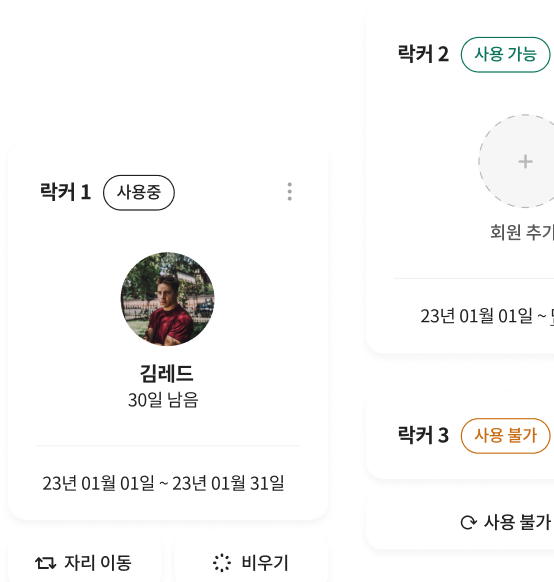 락커 1 사용중
김레드
30일 남음
23년 01월 01일 ~ 23년 01월 31일
자리 이동
비우기
락커 2 사용 가능
회원 추가
23년 01월 01일 ~
락커 3 사용 불가
사용 불가